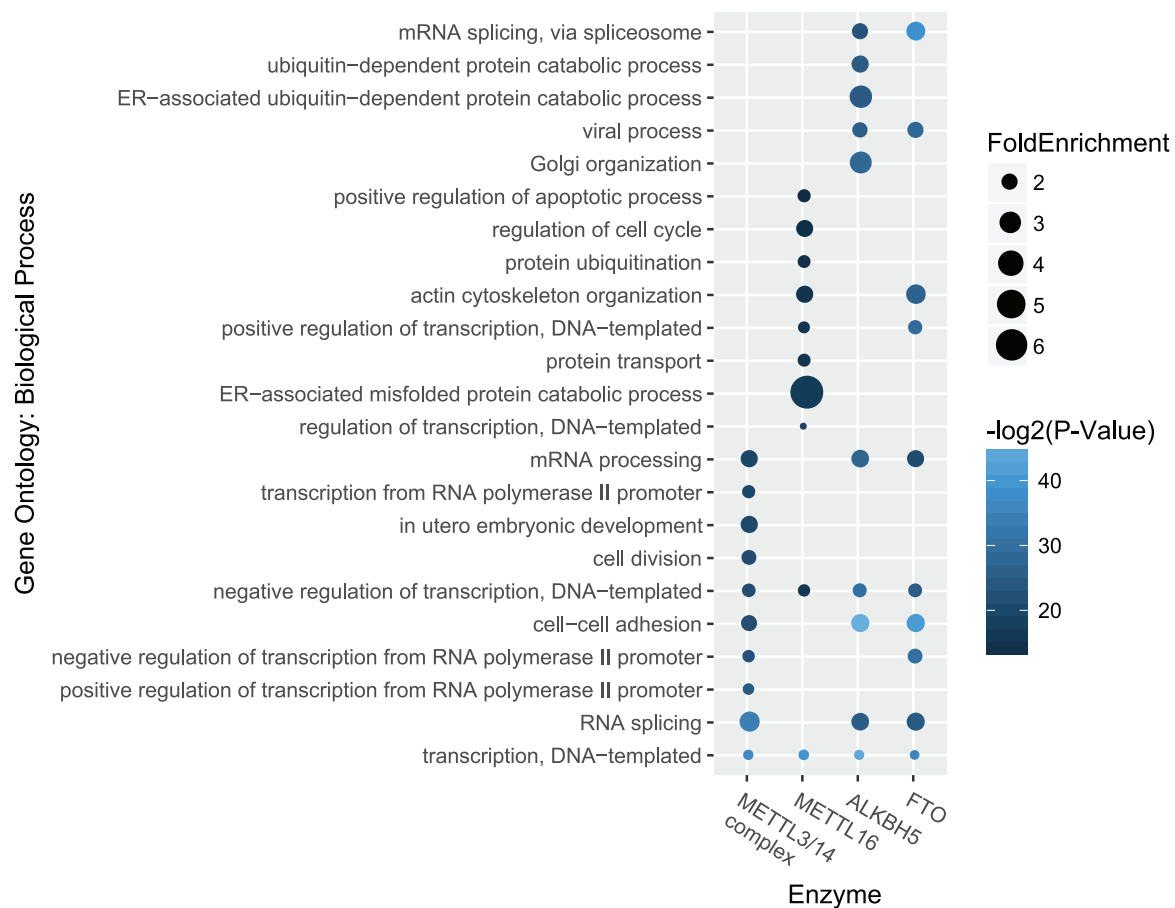 Gene Ontology: Biological Process
mRNA splicing, via spliceosome
ubiquitin−dependent protein catabolic process
ER−associated ubiquitin−dependent protein catabolic process
viral process
Golgi organization
positive regulation of apoptotic process
regulation of cell cycle
protein ubiquitination
actin cytoskeleton organization
positive regulation of transcription, DNA−templated
protein transport
ER−associated misfolded protein catabolic process
regulation of transcription, DNA−templated
mRNA processing
transcription from RNA polymerase II promoter
in utero embryonic development
cell division
negative regulation of transcription, DNA−templated
cell−cell adhesion
negative regulation of transcription from RNA polymerase II promoter
positive regulation of transcription from RNA polymerase II promoter
RNA splicing
transcription, DNA−templated
METTL3/14
complex
METTL16
ALKBH5
FTO
Enzyme
FoldEnrichment
2
3
4
5
6
-log2(P-Value)
40
30
20